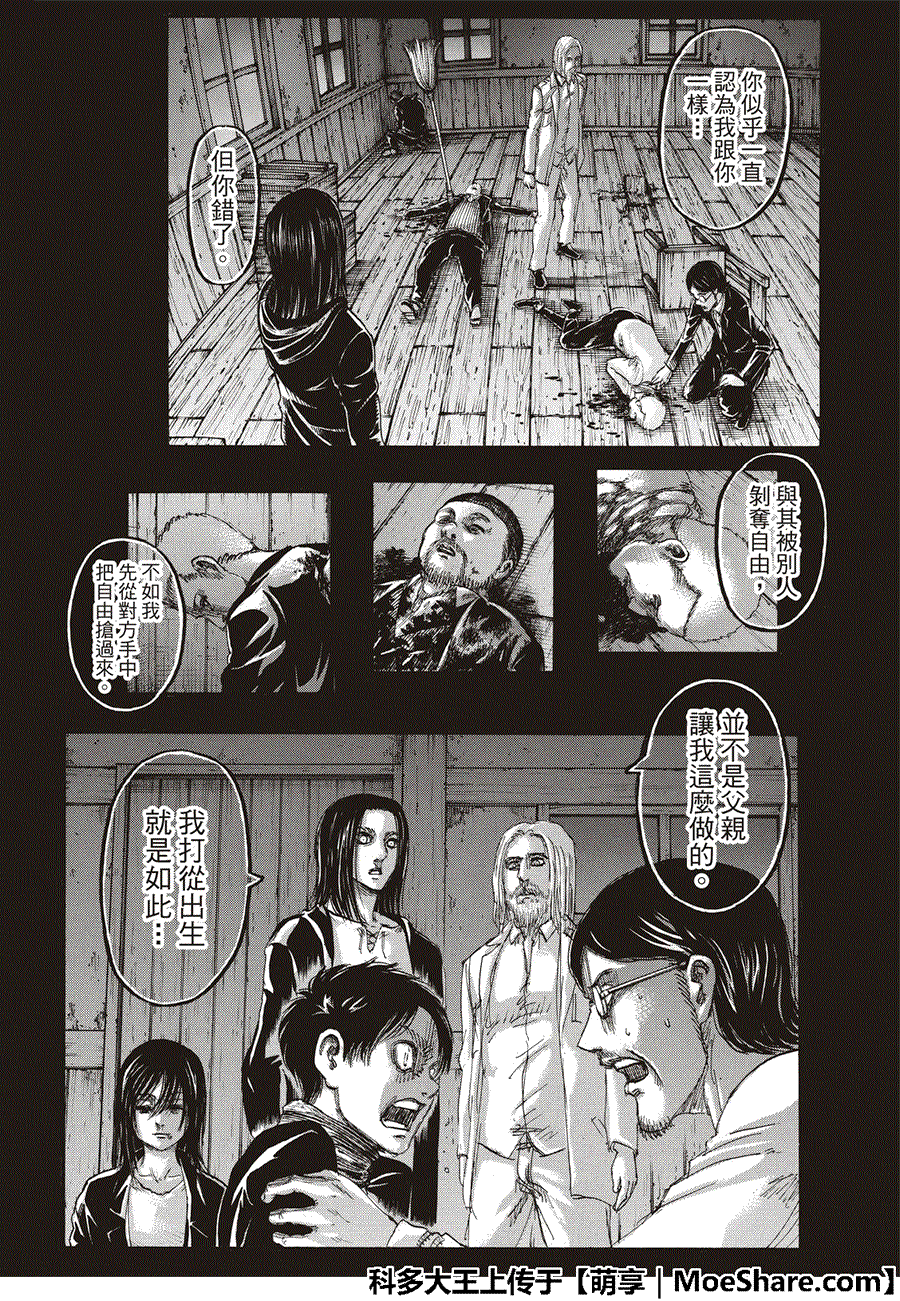 你似乎一直
認為我跟你
一樣…
但你錯了。
與其被別人
剝奪自由，
不如我
先從對方手中
把自由搶過來。
並不是父親
讓我這麼做的。
我打從出生
就是如此…
科多大王上传于【萌享｜MoeShare.com】